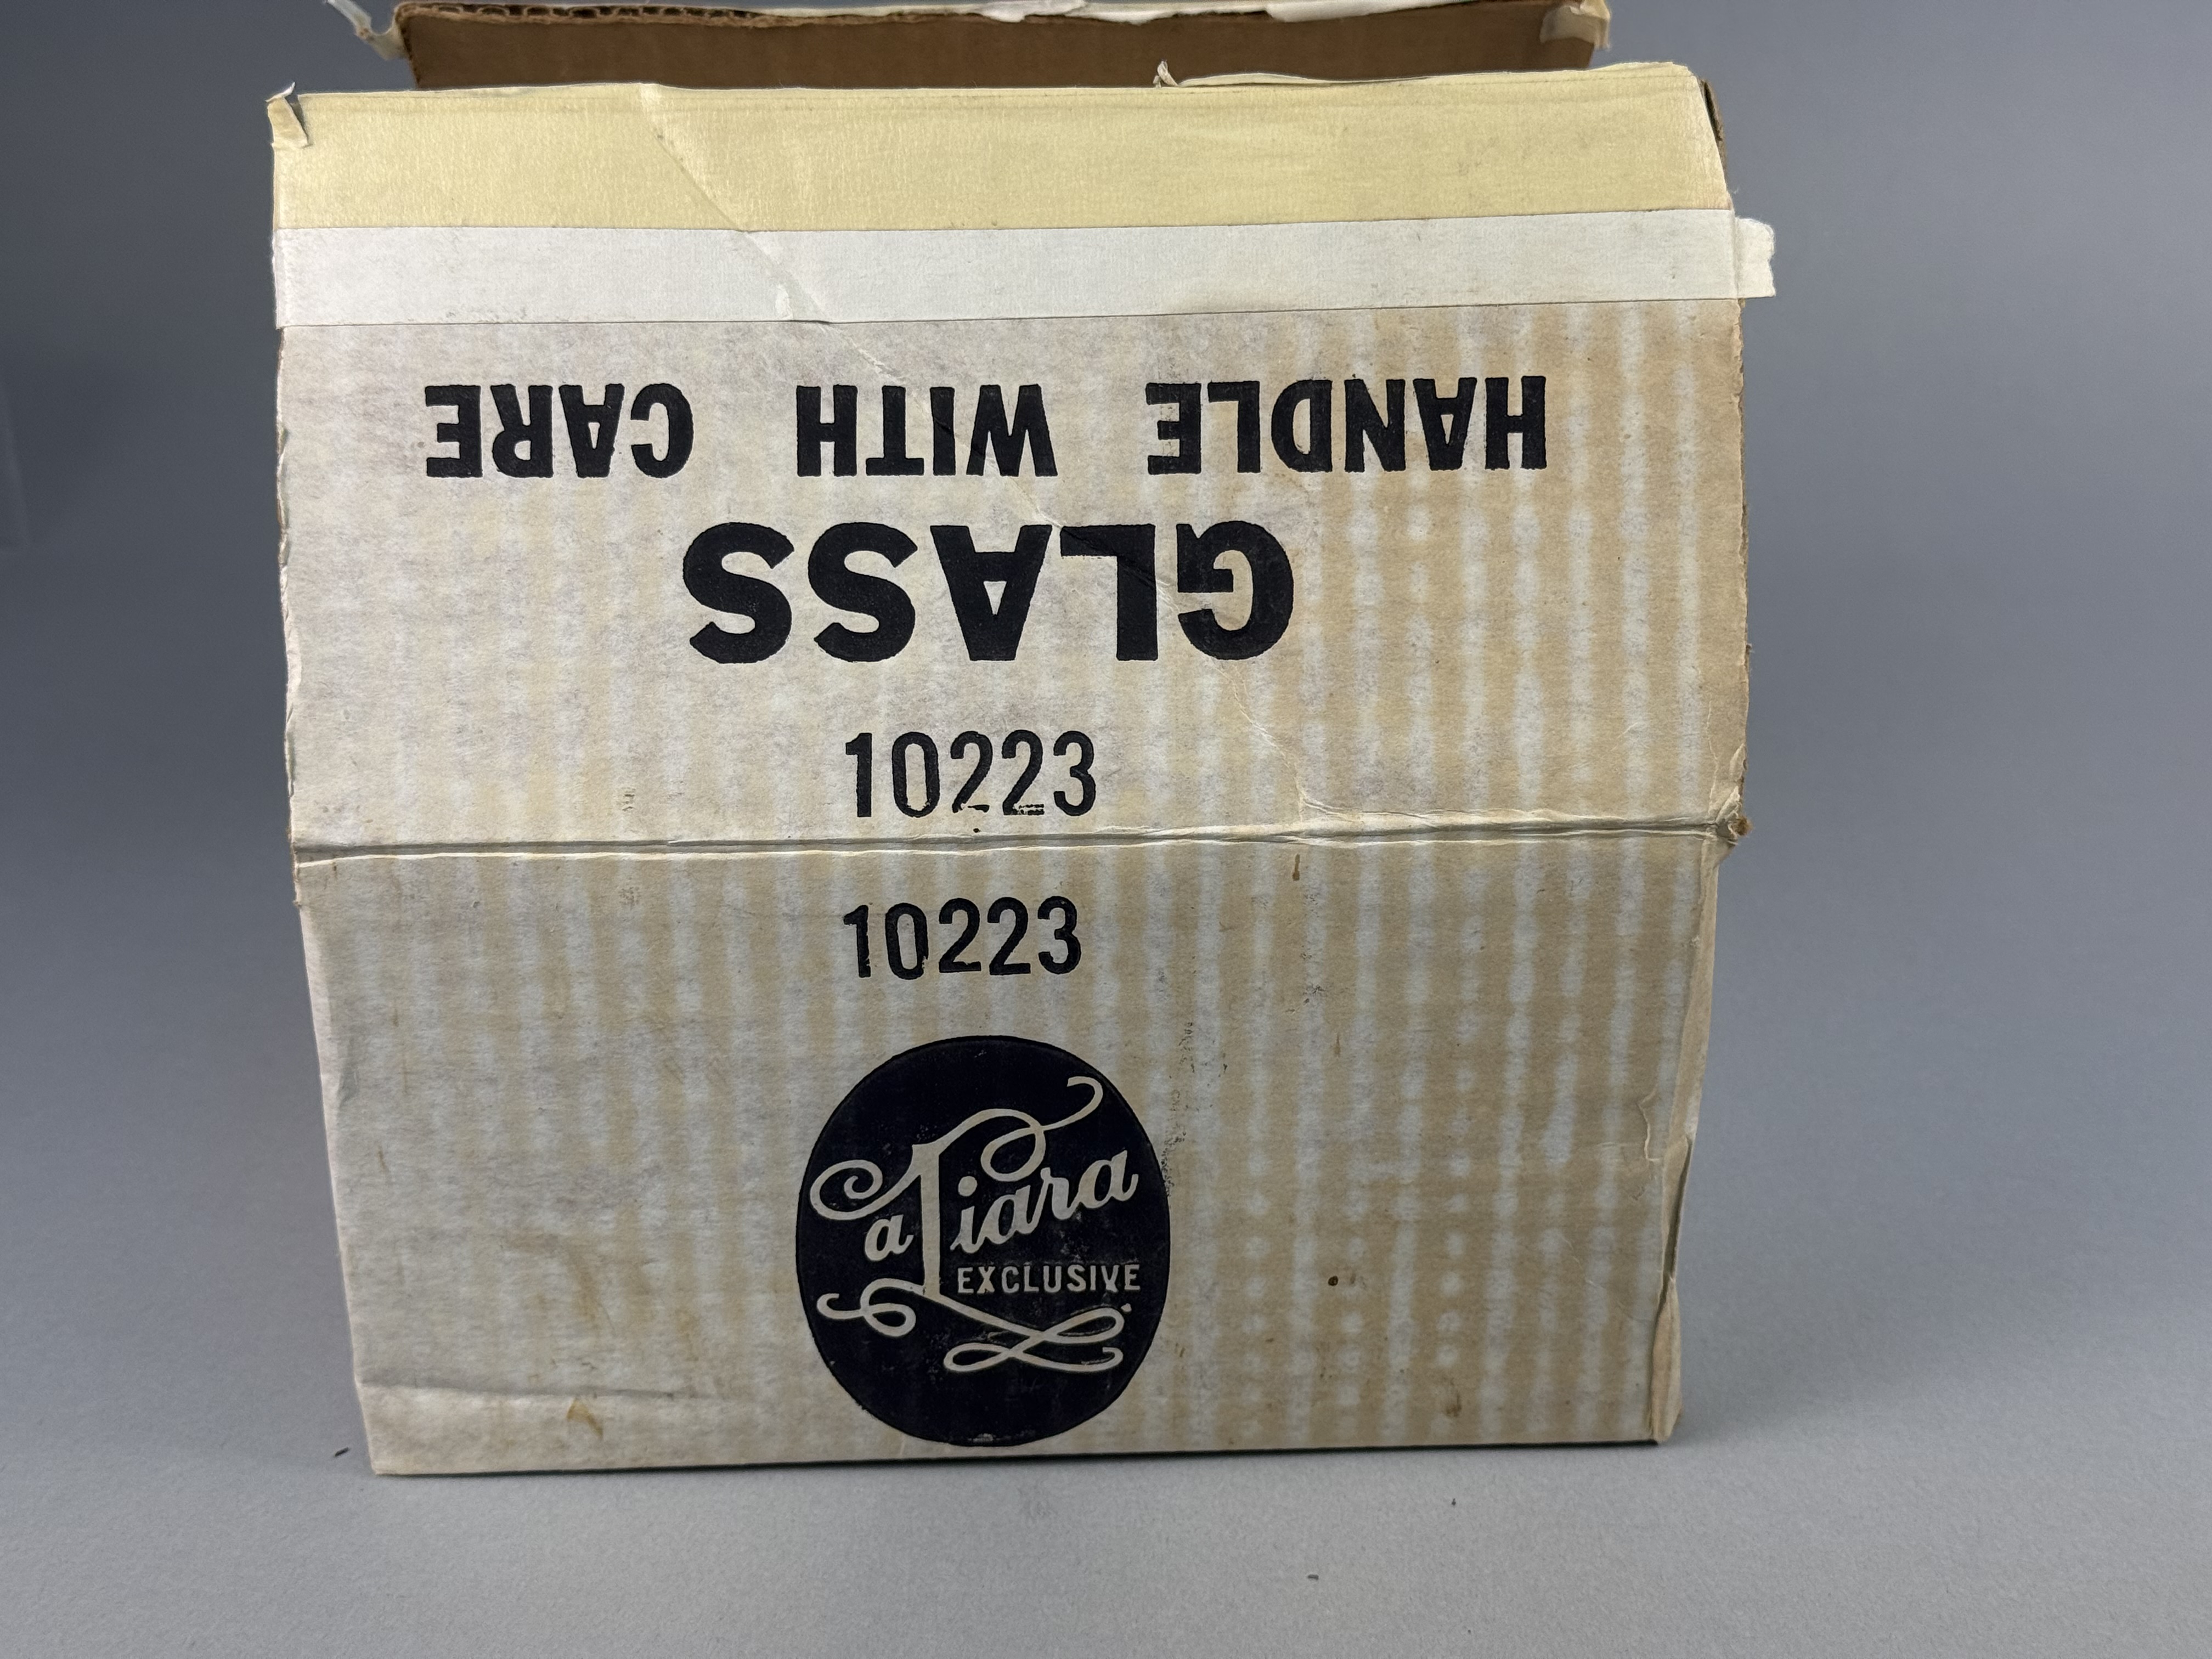 HANDLE WITH CARE
GLASS
10223
10223
a Tiara
EXCLUSIVE